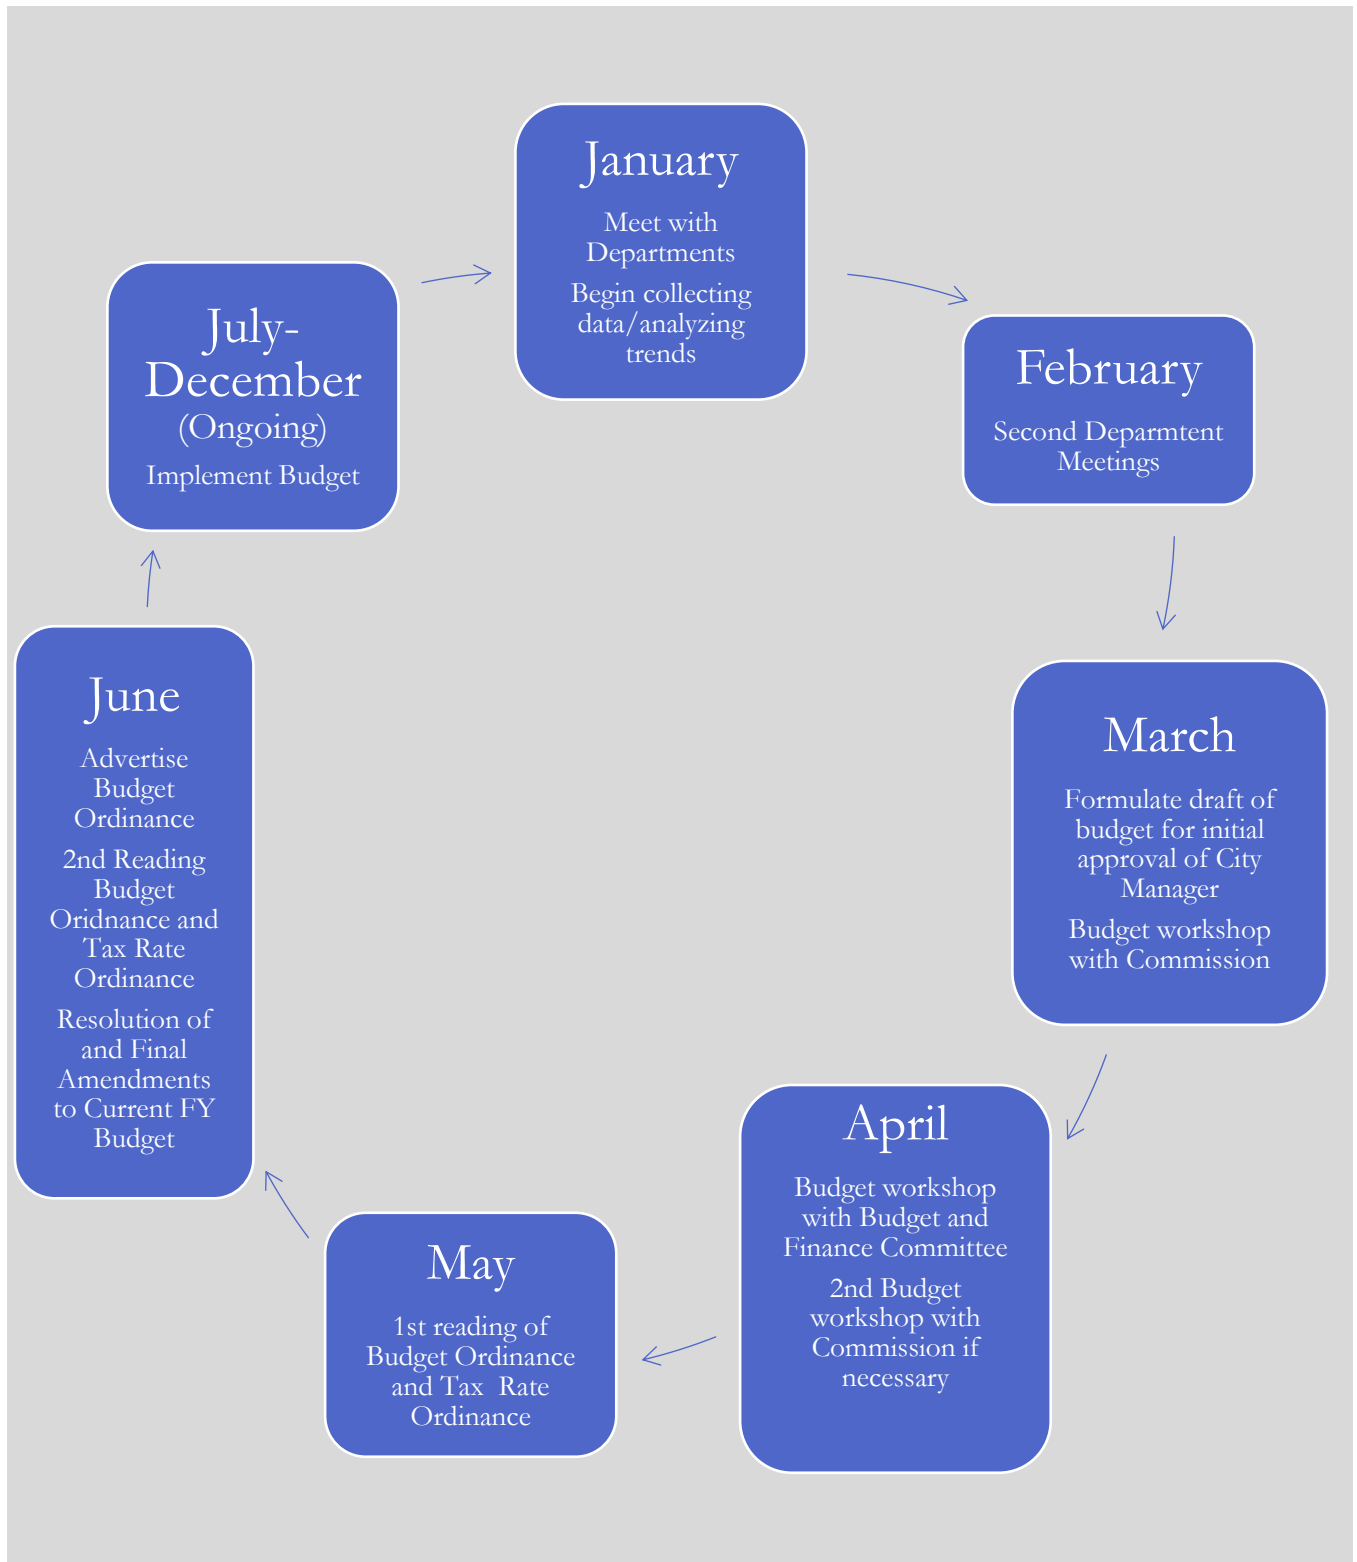 January
Meet with
Departments
Begin collecting
data/analyzing
trends
February
Second Deparmtent
Meetings
March
Formulate draft of
budget for initial
approval of City
Manager
Budget workshop
with Commission
April
Budget workshop
with Budget and
Finance Committee
2nd Budget
workshop with
Commission if
necessary
May
1st reading of
Budget Ordinance
and Tax  Rate
Ordinance
June
Advertise
Budget
Ordinance
2nd Reading
Budget
Oridnance and
Tax Rate
Ordinance
Resolution of
and Final
Amendments
to Current FY
Budget
July-
December
(Ongoing)
Implement Budget